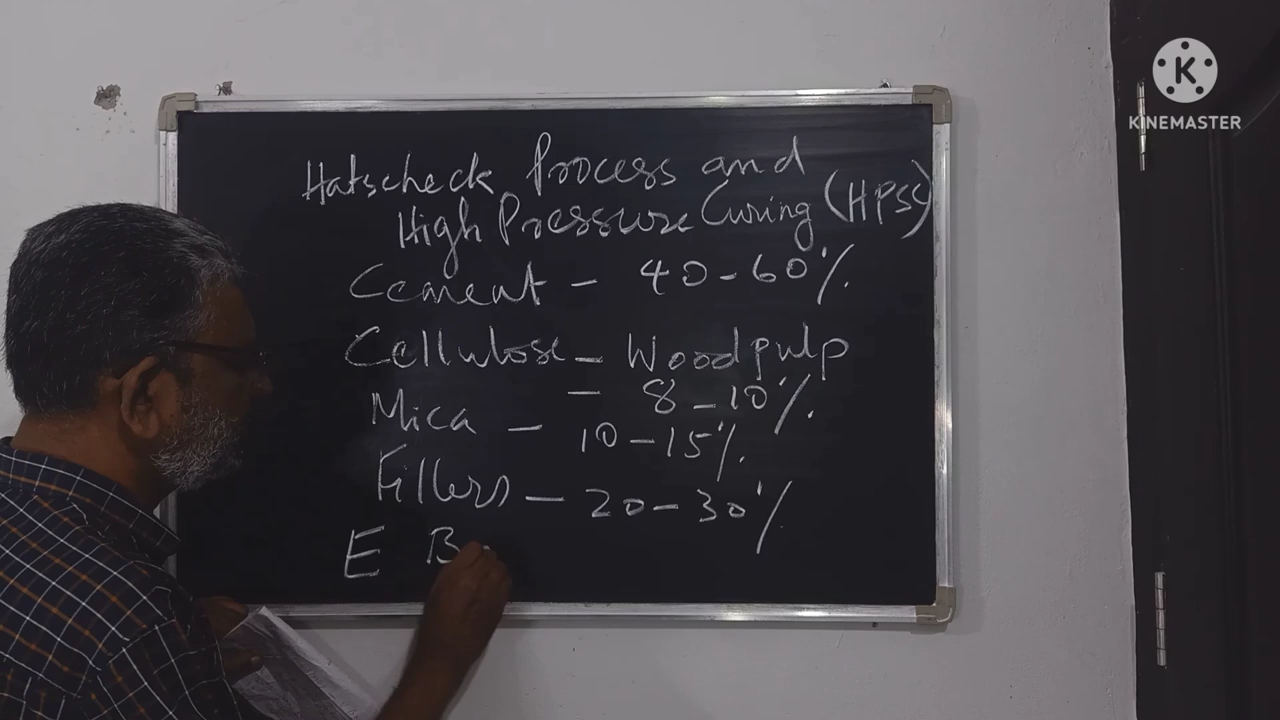 Hatscheck Process and
High Pressure Curing (HPSC)
Cement - 40-60%
Cellulose - Woodpulp
- 8-10%
Mica - 10-15%
Fillers - 20-30%
E B
K
KINEMASTER